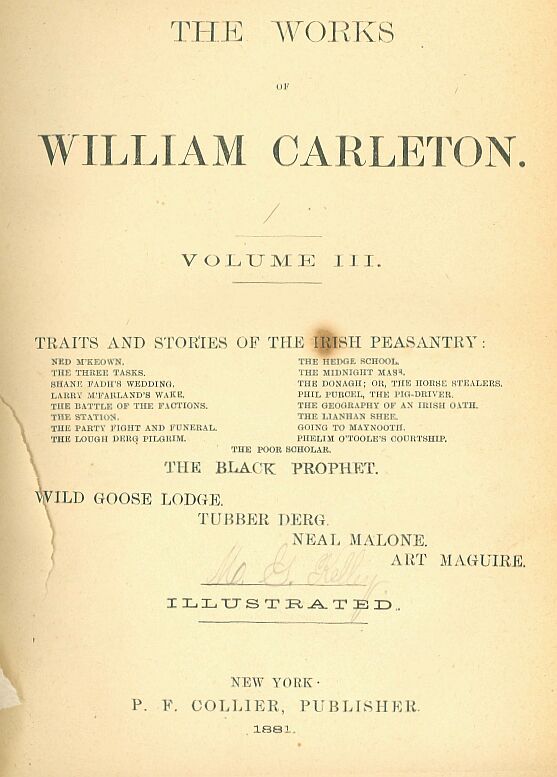 THE WORKS
OF
WILLIAM CARLETON.
VOLUME III.
TRAITS AND STORIES OF THE IRISH PEASANTRY:
NED M'KEOWN.
THE THREE TASKS.
SHANE FADH'S WEDDING.
LARRY M'FARLAND'S WAKE.
THE BATTLE OF THE FACTIONS.
THE STATION.
THE PARTY FIGHT AND FUNERAL.
THE LOUGH DERG PILGRIM.
THE HEDGE SCHOOL.
THE MIDNIGHT MASS.
THE DONAGH; OR, THE HORSE STEALERS.
PHIL PURCEL, THE PIG-DRIVER.
THE GEOGRAPHY OF AN IRISH OATH.
THE LIANHAN SHEE.
GOING TO MAYNOOTH.
PHELIM O'TOOLE'S COURTSHIP.
THE POOR SCHOLAR.
THE BLACK PROPHET.
WILD GOOSE LODGE.
TUBBER DERG.
NEAL MALONE.
ART MAGUIRE.
G. Kelley
ILLUSTRATED.
NEW YORK.
P. F. COLLIER, PUBLISHER.
1881.